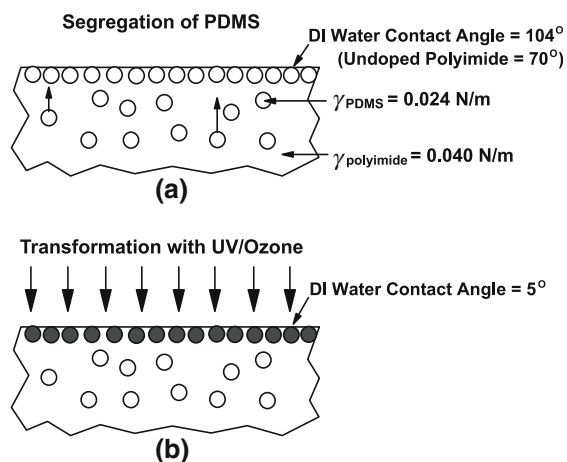 Segregation of PDMS
DI Water Contact Angle = 104°
(Undoped Polyimide = 70°)
γPDMS = 0.024 N/m
γpolyimide = 0.040 N/m
(a)
Transformation with UV/Ozone
DI Water Contact Angle = 5°
(b)